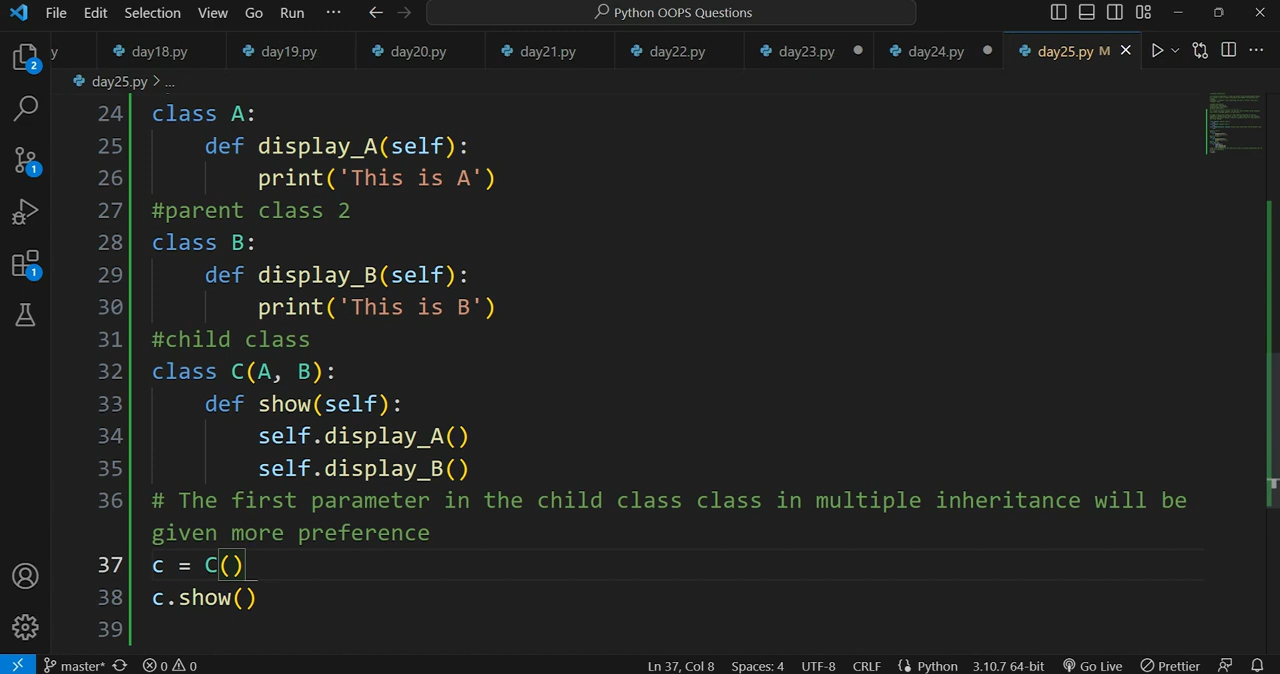 File Edit Selection View Go Run ··· Python OOPS Questions
y day18.py day19.py day20.py day21.py day22.py day23.py day24.py day25.py M
day25.py > ...
24 class A:
25 def display_A(self):
26 print('This is A')
27 #parent class 2
28 class B:
29 def display_B(self):
30 print('This is B')
31 #child class
32 class C(A, B):
33 def show(self):
34 self.display_A()
35 self.display_B()
36 # The first parameter in the child class class in multiple inheritance will be
given more preference
37 c = C()
38 c.show()
39
2
1
1
master* 0 0 Ln 37, Col 8 Spaces: 4 UTF-8 CRLF Python 3.10.7 64-bit Go Live Prettier